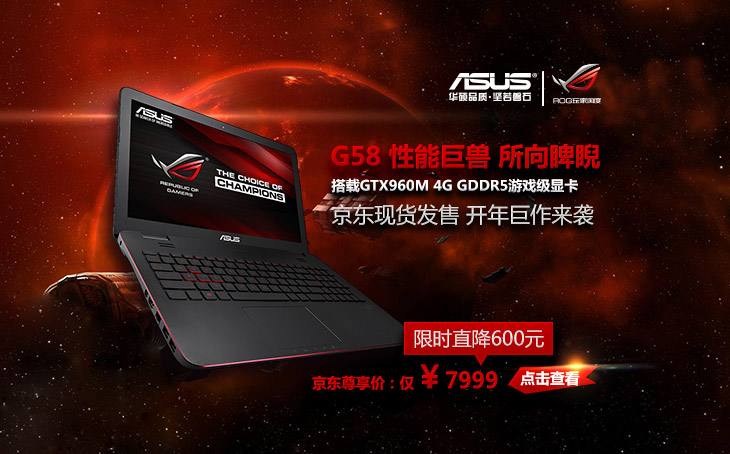 ASUS
华硕品质·坚若磐石
ROG玩家国度
G58 性能巨兽 所向睥睨
搭载GTX960M 4G GDDR5游戏级显卡
京东现货发售 开年巨作来袭
限时直降600元
京东尊享价：仅 ¥7999 点击查看
ASUS
IN SEARCH OF INCREDIBLE
REPUBLIC OF
GAMERS
THE CHOICE OF
CHAMPIONS
ASUS